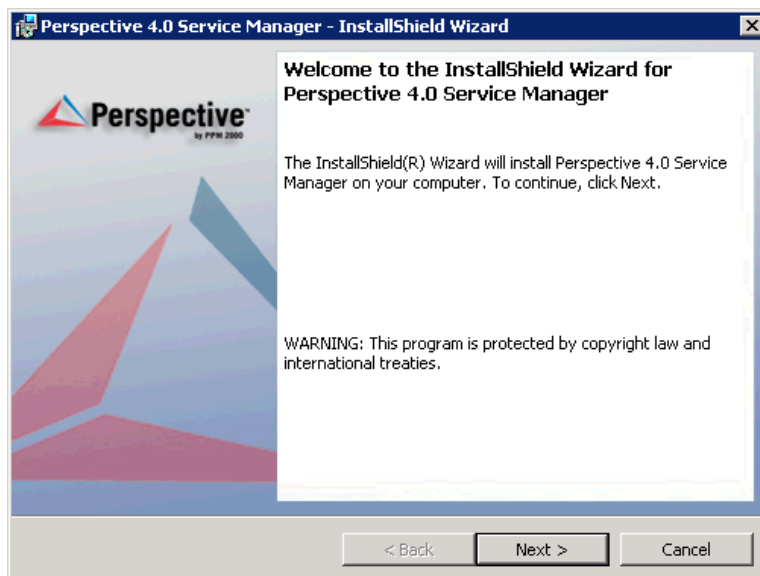 Perspective 4.0 Service Manager - InstallShield Wizard
Perspective™
by PPM 2000
Welcome to the InstallShield Wizard for
Perspective 4.0 Service Manager
The InstallShield(R) Wizard will install Perspective 4.0 Service
Manager on your computer. To continue, click Next.
WARNING: This program is protected by copyright law and
international treaties.
< Back
Next >
Cancel